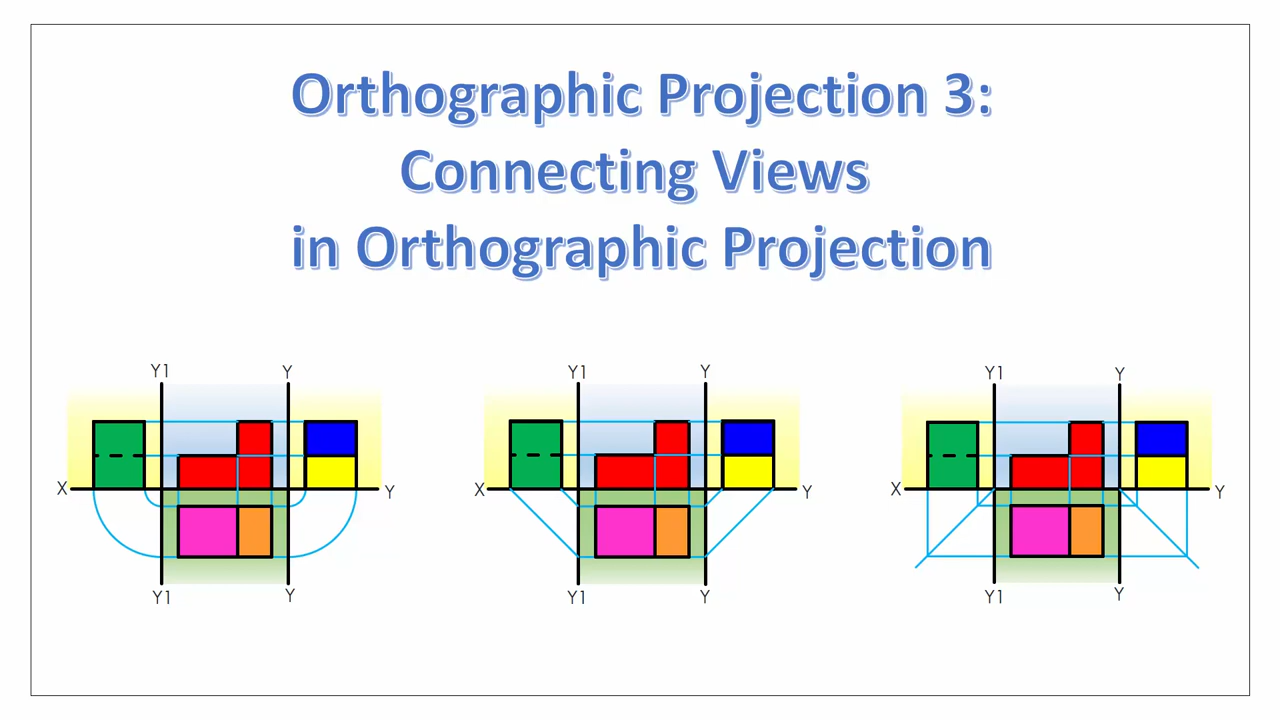 Orthographic Projection 3:
Connecting Views
in Orthographic Projection
Y1 Y Y1 Y Y1 Y
X Y X Y X Y
Y1 Y Y1 Y Y1 Y